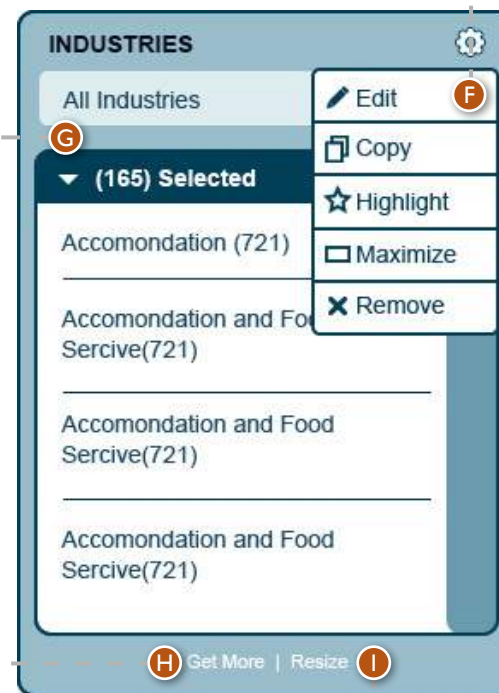 INDUSTRIES
All Industries
Edit
F
G
Copy
(165) Selected
Highlight
Accomondation (721)
Maximize
Remove
Accomondation and Foo
Sercive(721)
Accomondation and Food
Sercive(721)
Accomondation and Food
Sercive(721)
H Get More | Resize I